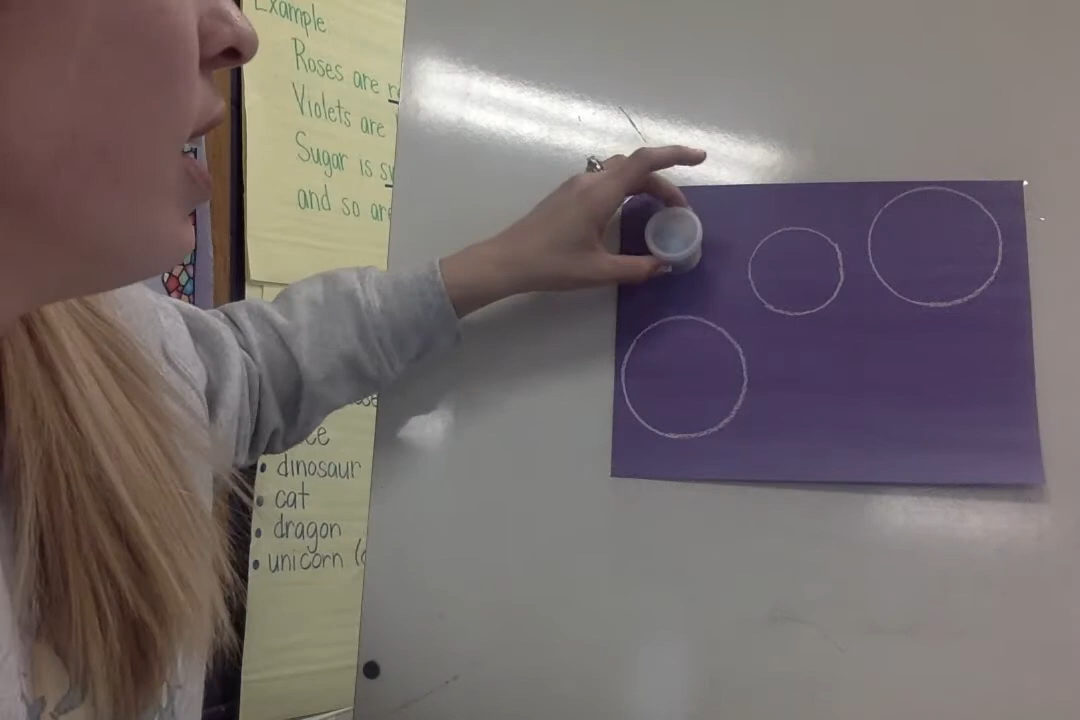 Example
Roses are
Violets are
Sugar is
and so are
dinosaur
cat
dragon
unicorn (